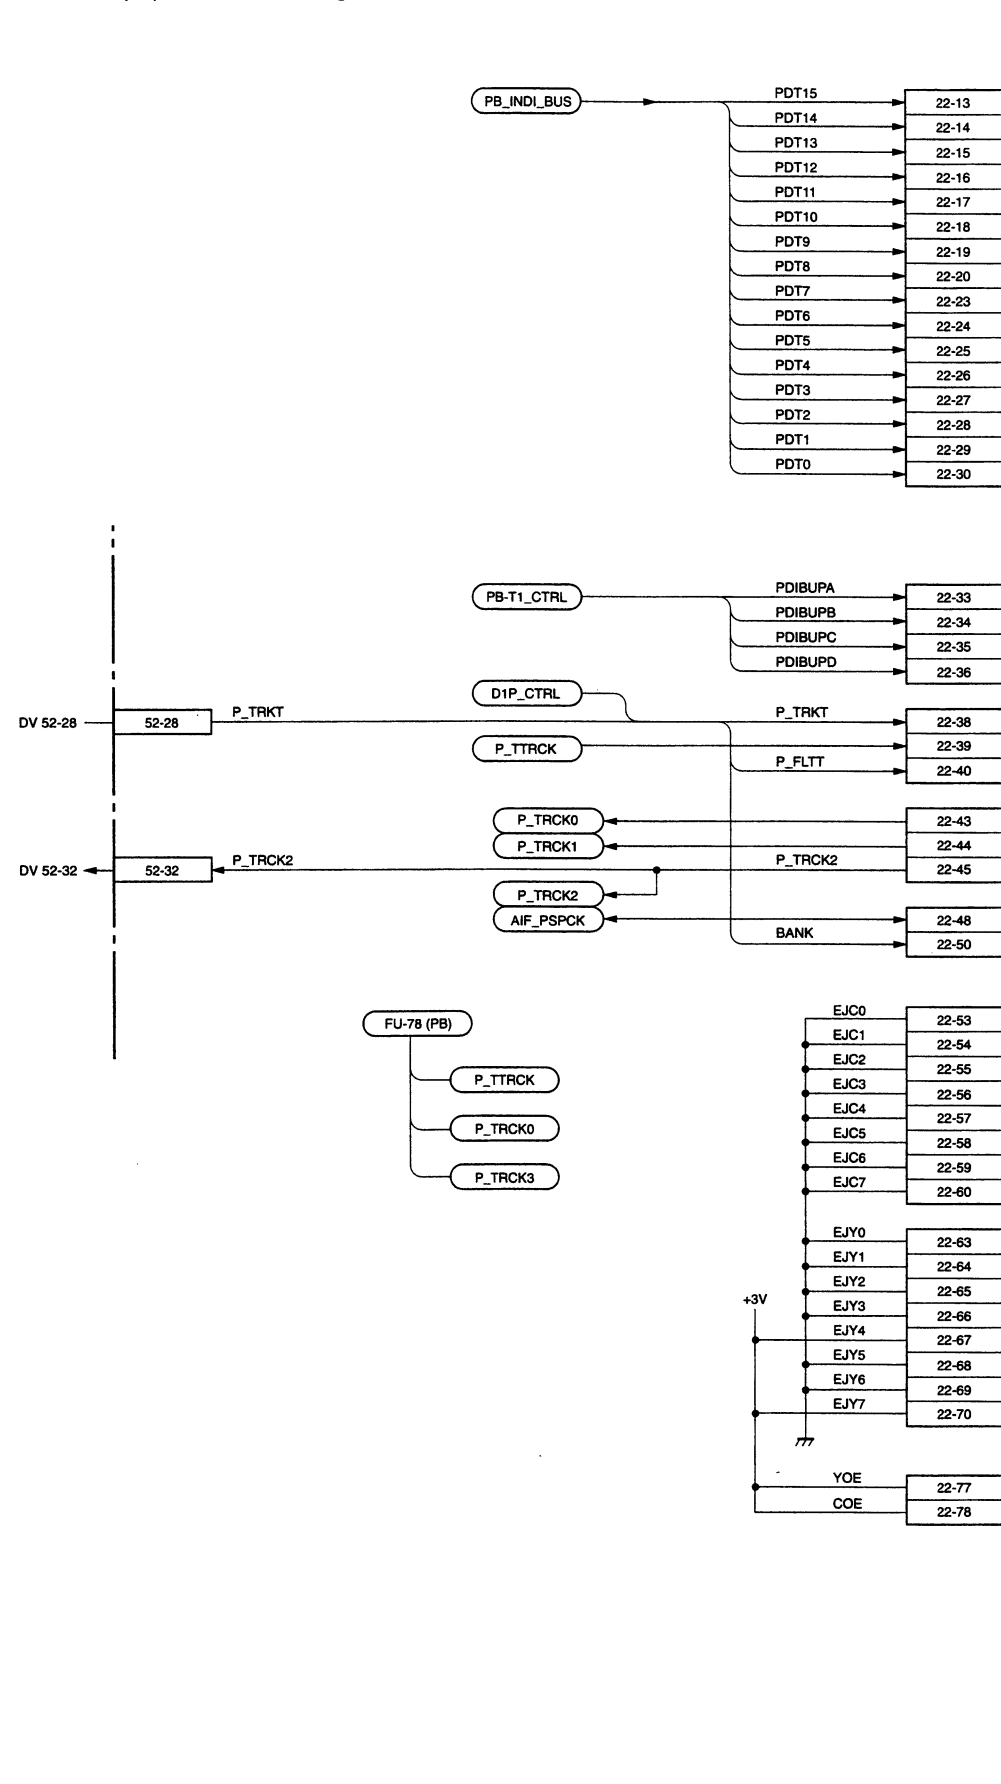 PB_INDI_BUS
PDT15
22-13
PDT14
22-14
PDT13
22-15
PDT12
22-16
PDT11
22-17
PDT10
22-18
PDT9
22-19
PDT8
22-20
PDT7
22-23
PDT6
22-24
PDT5
22-25
PDT4
22-26
PDT3
22-27
PDT2
22-28
PDT1
22-29
PDT0
22-30
PB-T1_CTRL
PDIBUPA
22-33
PDIBUPB
22-34
PDIBUPC
22-35
PDIBUPD
22-36
D1P_CTRL
DV 52-28
52-28
P_TRKT
P_TRKT
22-38
P_TTRCK
22-39
P_FLTT
22-40
P_TRCK0
22-43
P_TRCK1
22-44
DV 52-32
52-32
P_TRCK2
P_TRCK2
22-45
P_TRCK2
AIF_PSPCK
22-48
BANK
22-50
FU-78 (PB)
P_TTRCK
P_TRCK0
P_TRCK3
EJC0
22-53
EJC1
22-54
EJC2
22-55
EJC3
22-56
EJC4
22-57
EJC5
22-58
EJC6
22-59
EJC7
22-60
EJY0
22-63
EJY1
22-64
EJY2
22-65
+3V
EJY3
22-66
EJY4
22-67
EJY5
22-68
EJY6
22-69
EJY7
22-70
YOE
22-77
COE
22-78